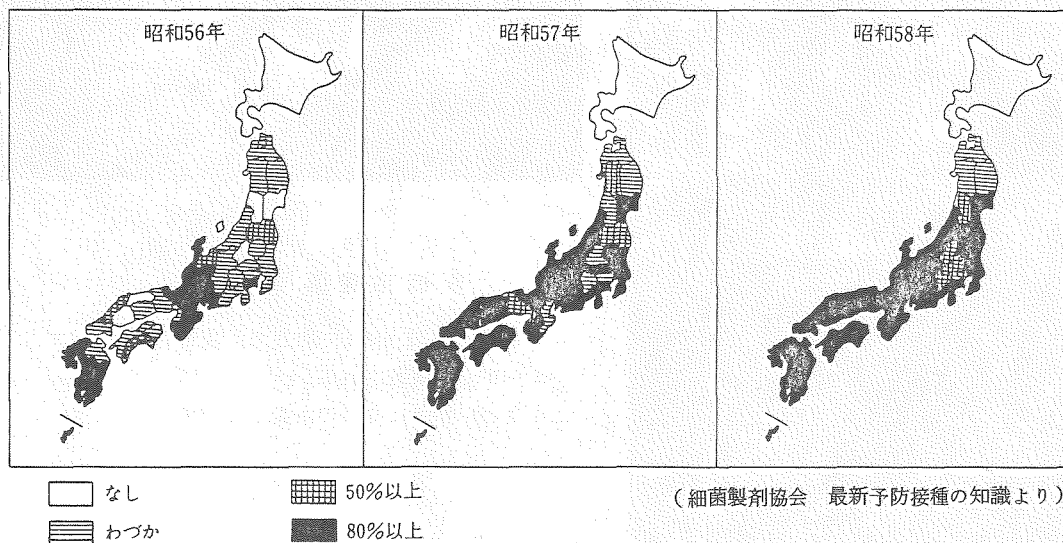 昭和56年
昭和57年
昭和58年
なし
50%以上
(細菌製剤協会 最新予防接種の知識より)
わづか
80%以上